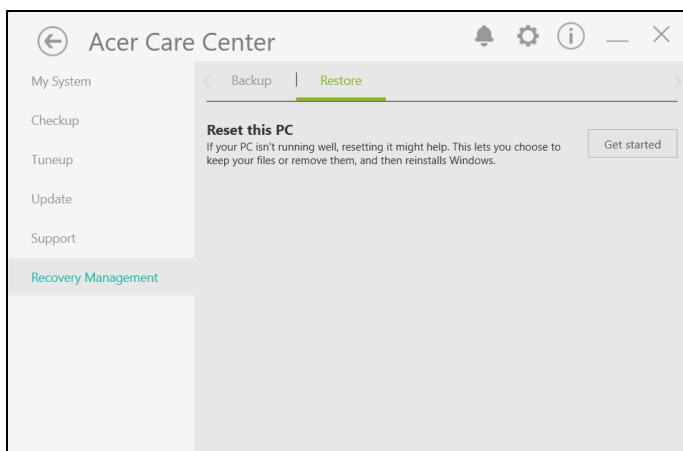 Acer Care Center
My System
Checkup
Tuneup
Update
Support
Recovery Management
Backup | Restore
Reset this PC
If your PC isn't running well, resetting it might help. This lets you choose to
keep your files or remove them, and then reinstalls Windows.
Get started